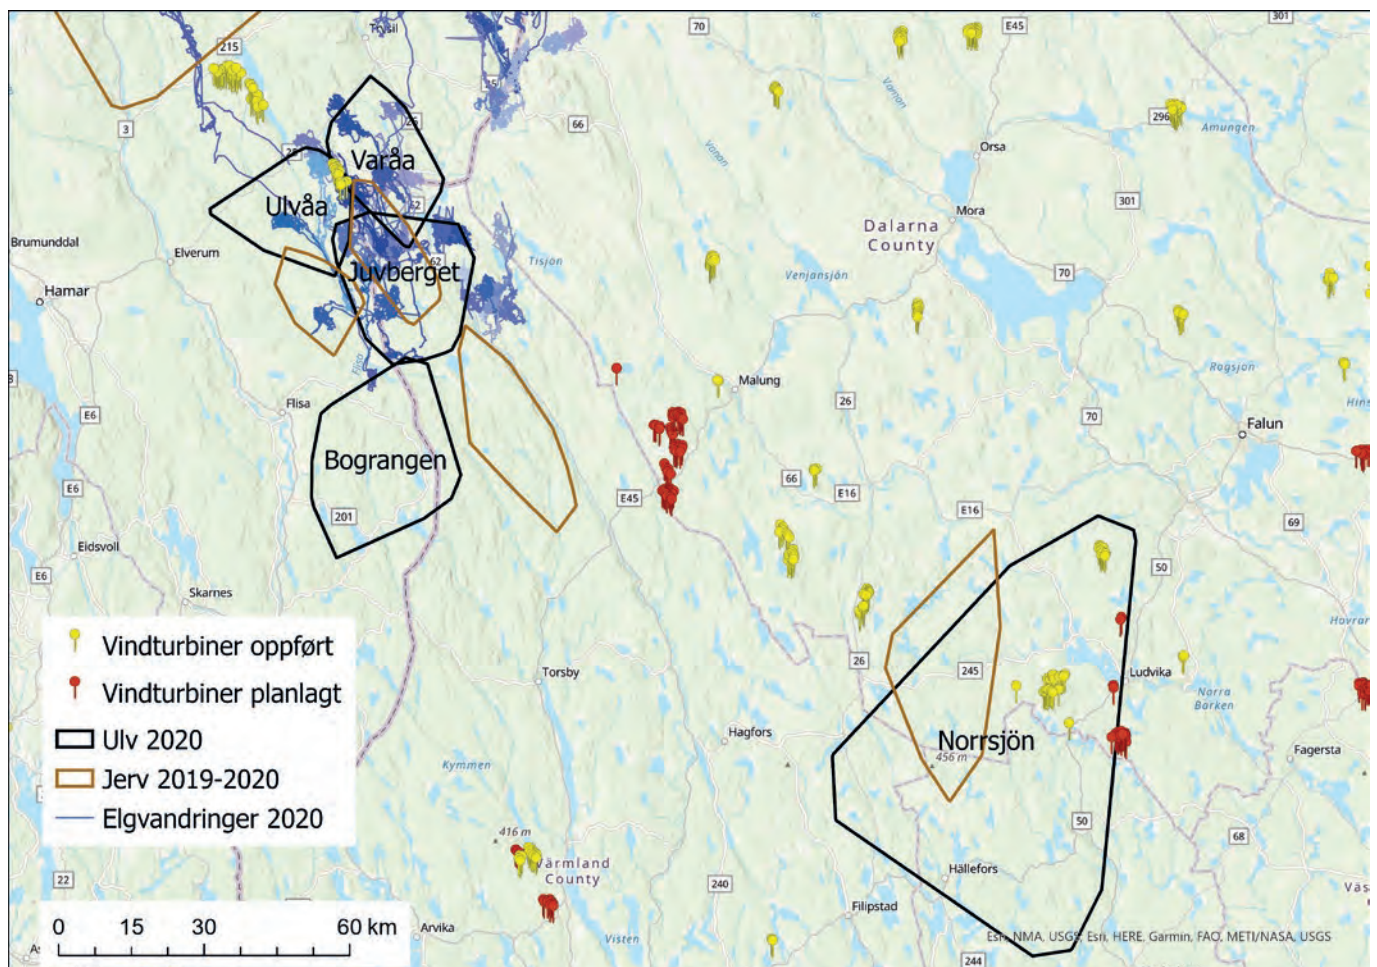 70
E45
301
Trysil
215
25
66
3
296
Amungen
Vanån
Orsa
Varåa
Ulvåa
62
301
Mora
Dalarna
County
Brumunddal
Elverum
Juvberget
62
Tisjön
Venjansjön
70
Hamar
Rogsjön
Flisa
Malung
26
70
Flisa
E6
Falun
Bograngen
66
E16
E6
201
E45
E16
69
Eidsvoll
50
E6
Skarnes
Vindturbiner oppført
Vindturbiner planlagt
Ulv 2020
Jerv 2019-2020
Elgvandringer 2020
Torsby
26
245
Ludvika
Norra
Barken
Hagfors
Norrsjön
456 m
Fagersta
Kymmen
50
68
416 m
Värmland
County
22
240
Hällefors
Filipstad
0 15 30 60 km
Arvika
Visten
Esri, NMA, USGS, Esri, HERE, Garmin, FAO, METI/NASA, USGS
244